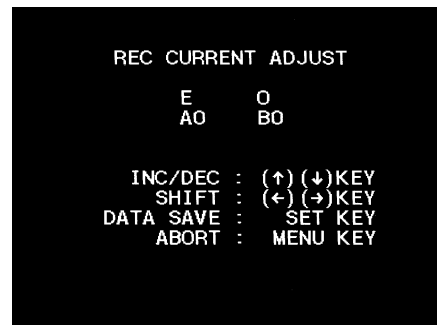 REC CURRENT ADJUST
E O
A0 B0
INC/DEC : (↑)(↓)KEY
SHIFT : (←)(→)KEY
DATA SAVE : SET KEY
ABORT : MENU KEY